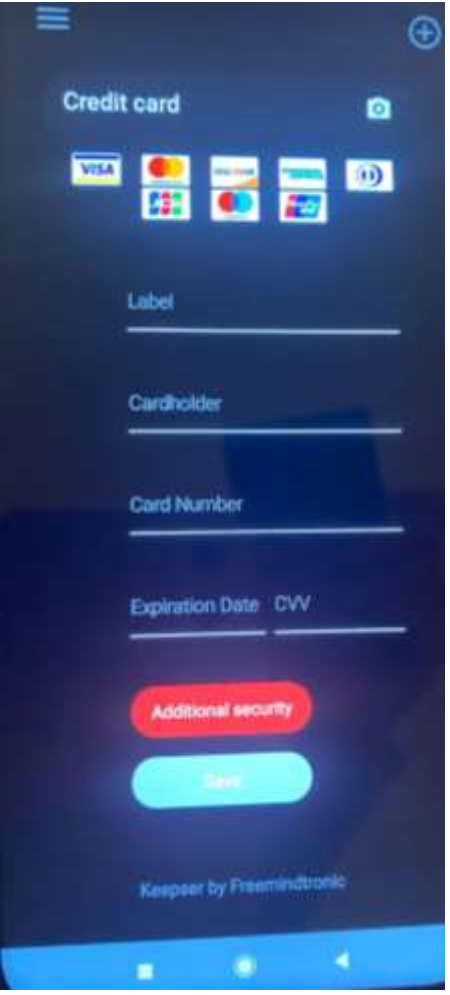 Credit card
VISA
Label
Cardholder
Card Number
Expiration Date CVV
Additional security
Save
Keepser by Freemindtronic